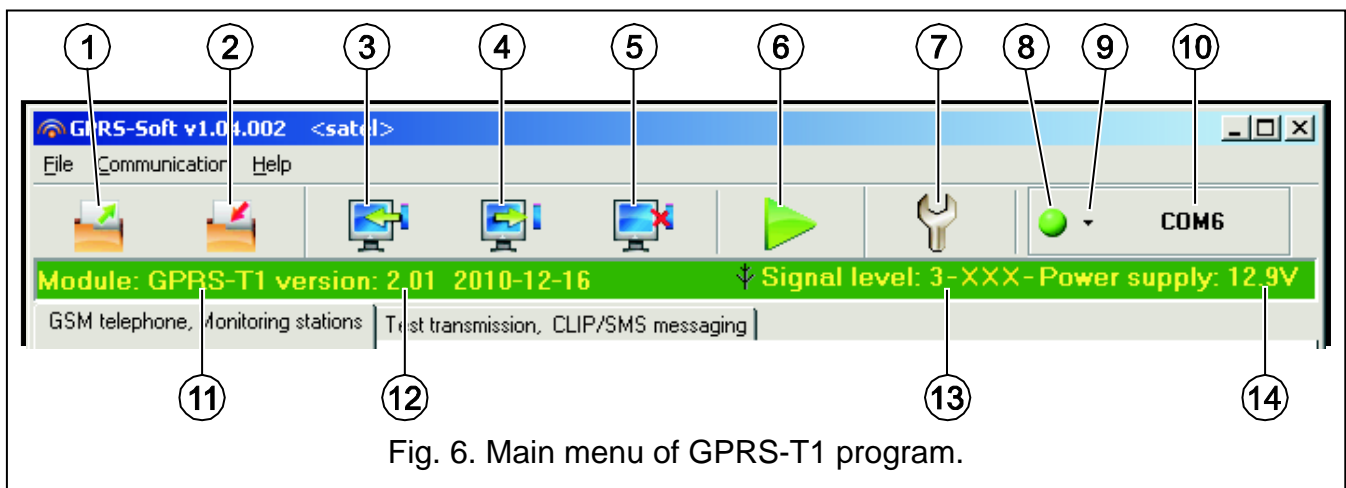 1 2 3 4 5 6 7 8 9 10
GPRS-Soft v1.04.002 <satel>
File Communication Help
COM6
Module: GPRS-T1 version: 2.01 2010-12-16 Signal level: 3-XXX- Power supply: 12.9V
GSM telephone, Monitoring stations Test transmission, CLIP/SMS messaging
11 12 13 14
Fig. 6. Main menu of GPRS-T1 program.